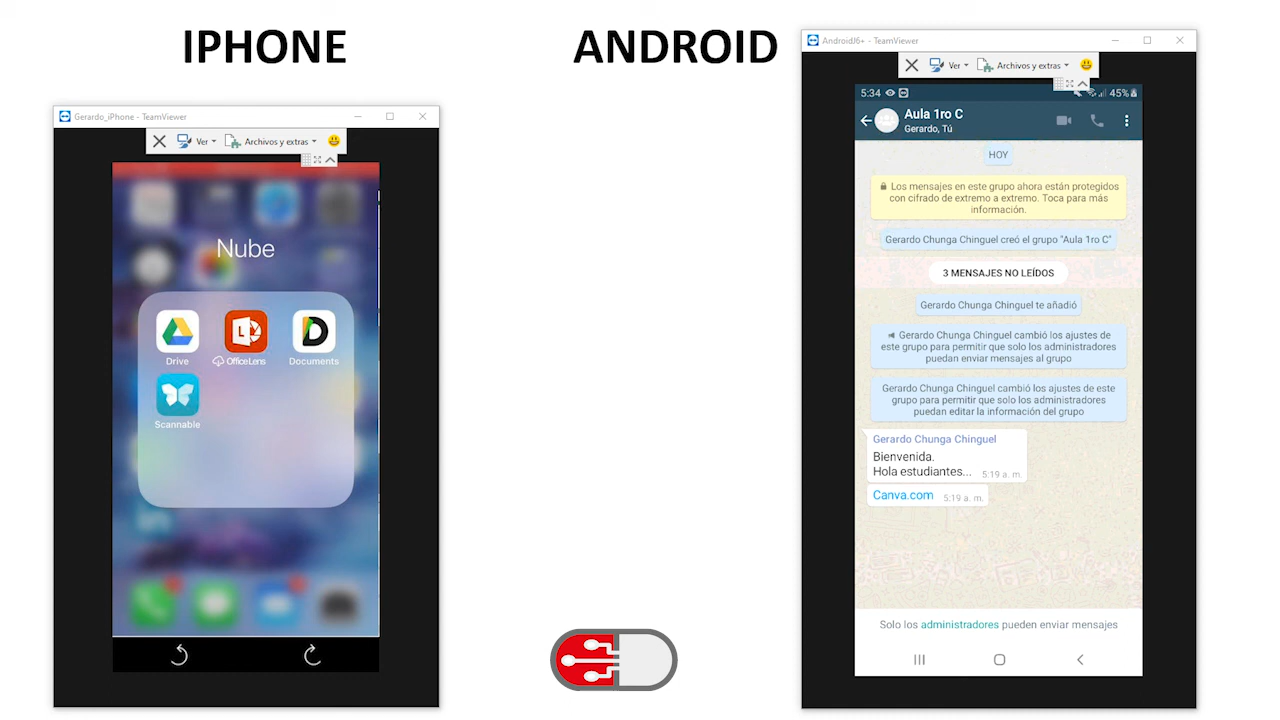 IPHONE
ANDROID
Gerardo_iPhone - TeamViewer
Ver
Archivos y extras
Nube
Drive
OfficeLens
Documents
Scannable
AndroidJ6+ - TeamViewer
Ver
Archivos y extras
5:34
45%
Aula 1ro C
Gerardo, Tú
HOY
Los mensajes en este grupo ahora están protegidos
con cifrado de extremo a extremo. Toca para más
información.
Gerardo Chunga Chinguel creó el grupo "Aula 1ro C"
3 MENSAJES NO LEÍDOS
Gerardo Chunga Chinguel te añadió
Gerardo Chunga Chinguel cambió los ajustes de
este grupo para permitir que solo los administradores
puedan enviar mensajes al grupo
Gerardo Chunga Chinguel cambió los ajustes de este
grupo para permitir que solo los administradores
puedan editar la información del grupo
Gerardo Chunga Chinguel
Bienvenida.
Hola estudiantes... 5:19 a. m.
Canva.com 5:19 a. m.
Solo los administradores pueden enviar mensajes